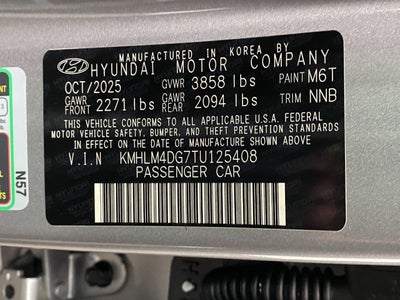 MANUFACTURED IN KOREA BY
HYUNDAI MOTOR COMPANY
OCT/2025 GVWR 3858 lbs PAINT M6T
GAWR FRONT 2271 lbs GAWR REAR 2094 lbs TRIM NNB
THIS VEHICLE CONFORMS TO ALL APPLICABLE U.S.A. FEDERAL
MOTOR VEHICLE SAFETY, BUMPER, AND THEFT PREVENTION STANDARDS
IN EFFECT ON THE DATE OF MANUFACTURE SHOWN ABOVE.
V.I.N KMHLM4DG7TU125408
PASSENGER CAR
N57